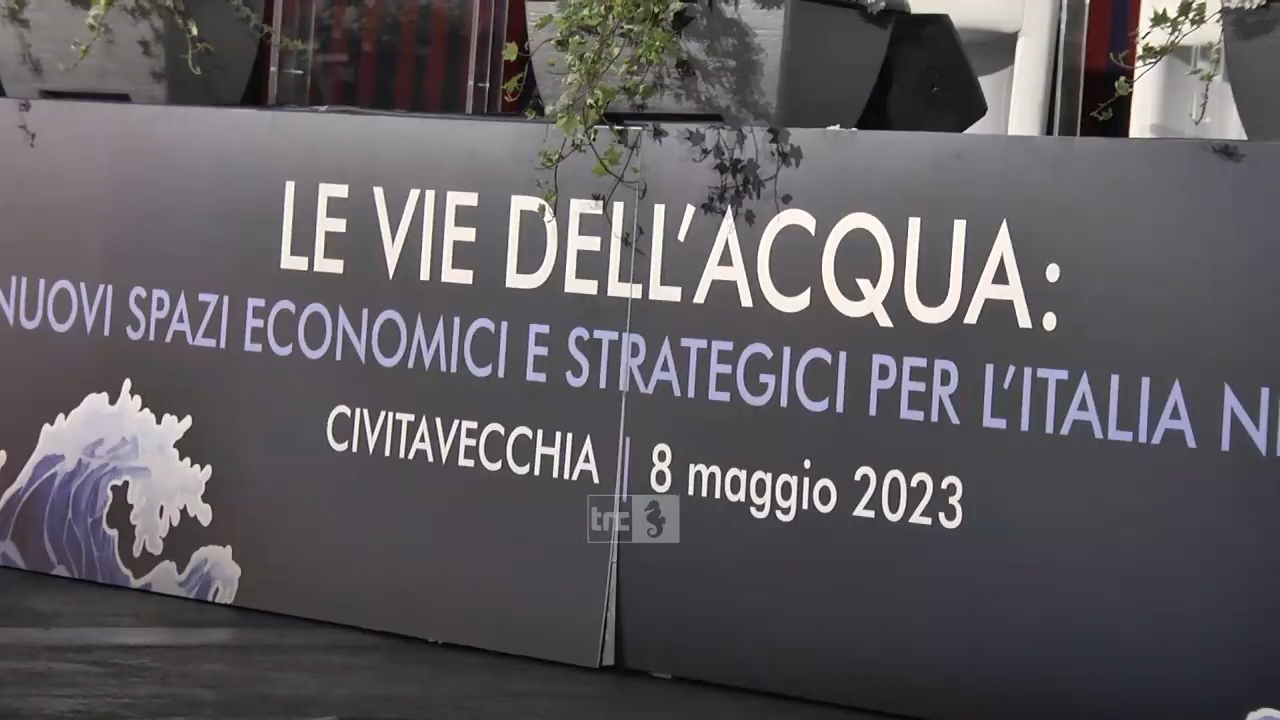 LE VIE DELL'ACQUA:
NUOVI SPAZI ECONOMICI E STRATEGICI PER L'ITALIA
CIVITAVECCHIA | 8 maggio 2023
trc